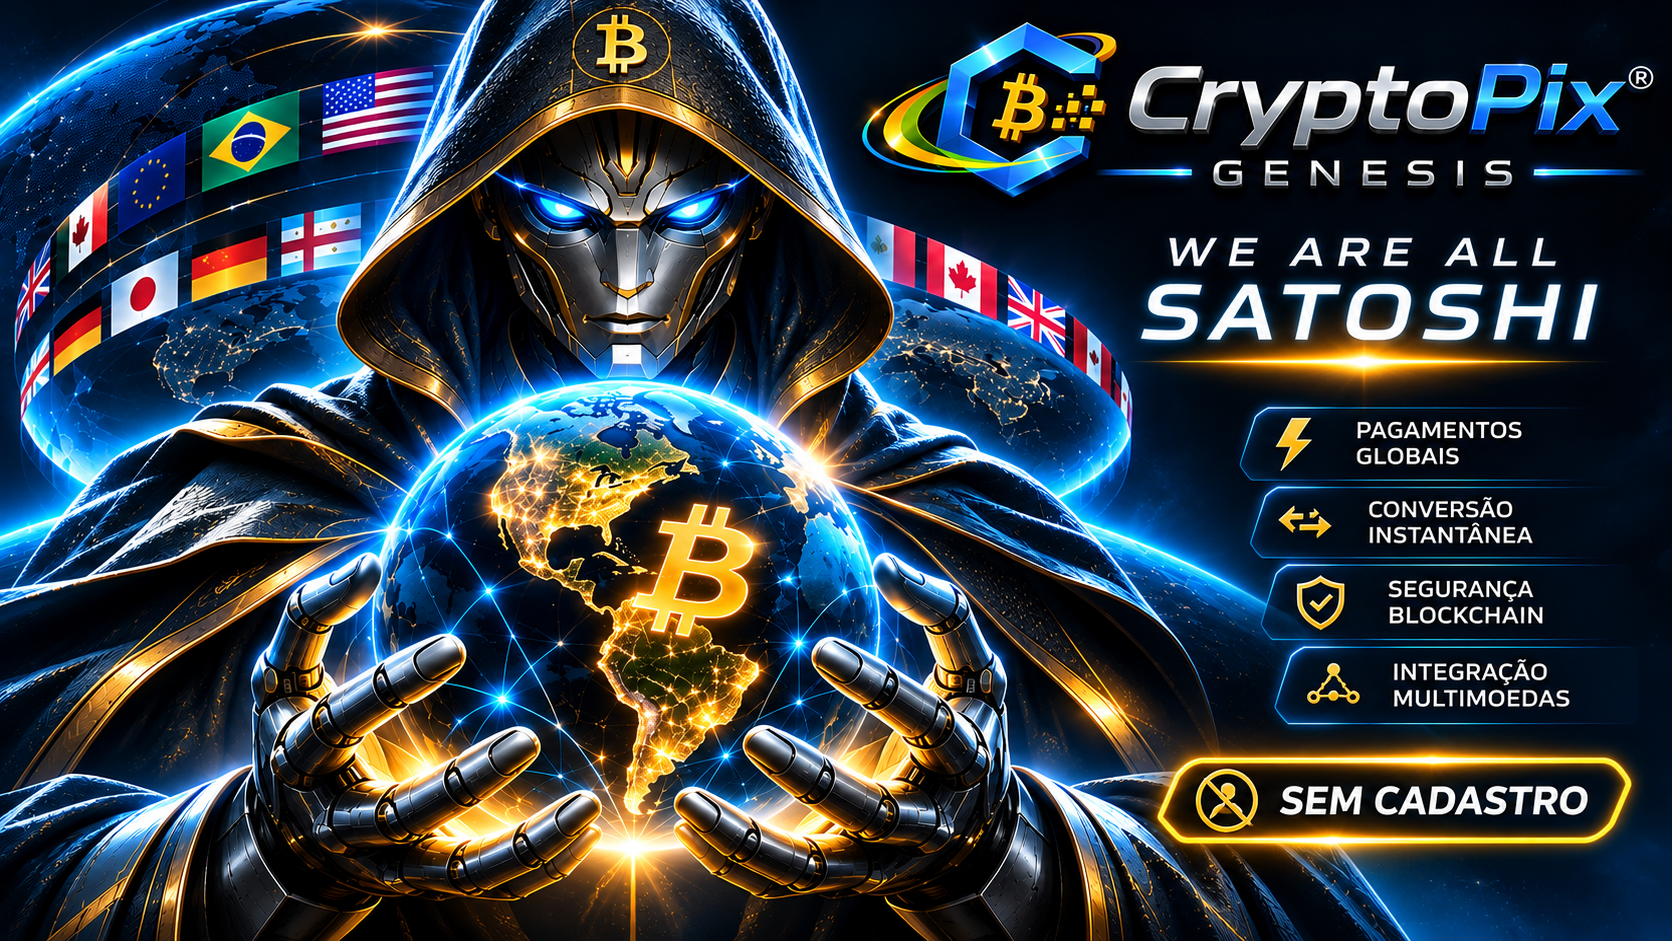 CryptoPix®
GENESIS
WE ARE ALL
SATOSHI
PAGAMENTOS
GLOBAIS
CONVERSÃO
INSTANTÂNEA
SEGURANÇA
BLOCKCHAIN
INTEGRAÇÃO
MULTIMOEDAS
SEM CADASTRO